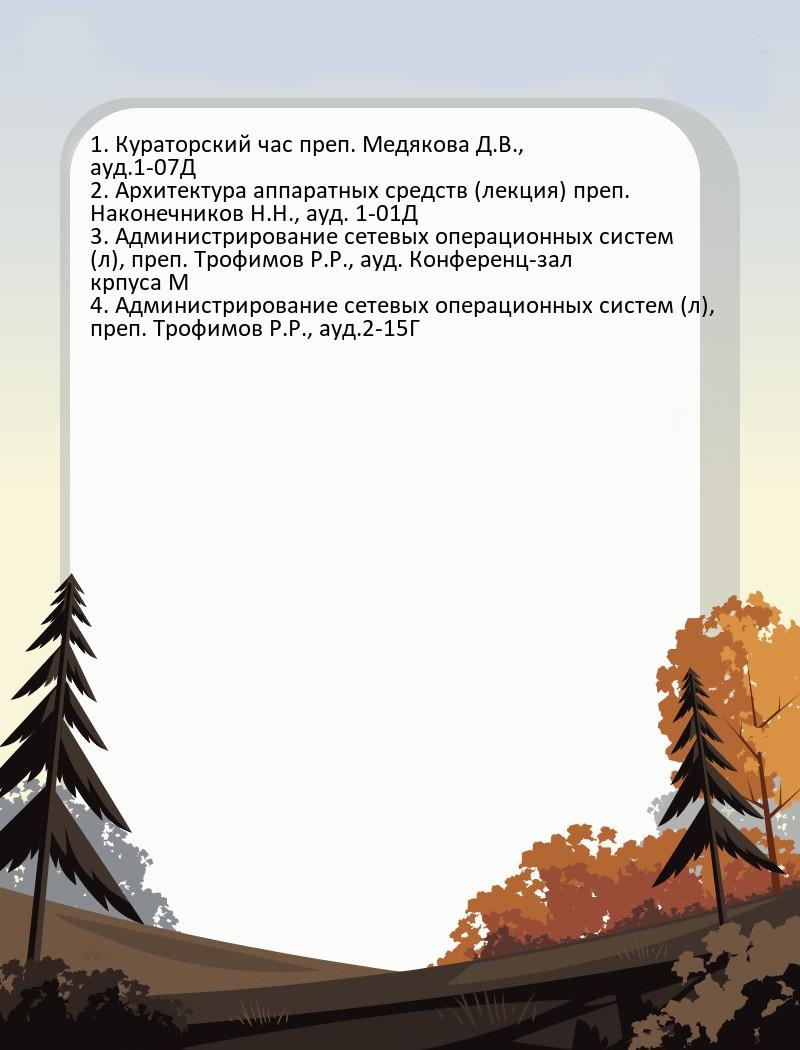 1. Кураторский час преп. Медякова Д.В.,
ауд.1-07Д
2. Архитектура аппаратных средств (лекция) преп.
Наконечников Н.Н., ауд. 1-01Д
3. Администрирование сетевых операционных систем
(л), преп. Трофимов Р.Р., ауд. Конференц-зал
крпуса М
4. Администрирование сетевых операционных систем (л),
преп. Трофимов Р.Р., ауд.2-15Г